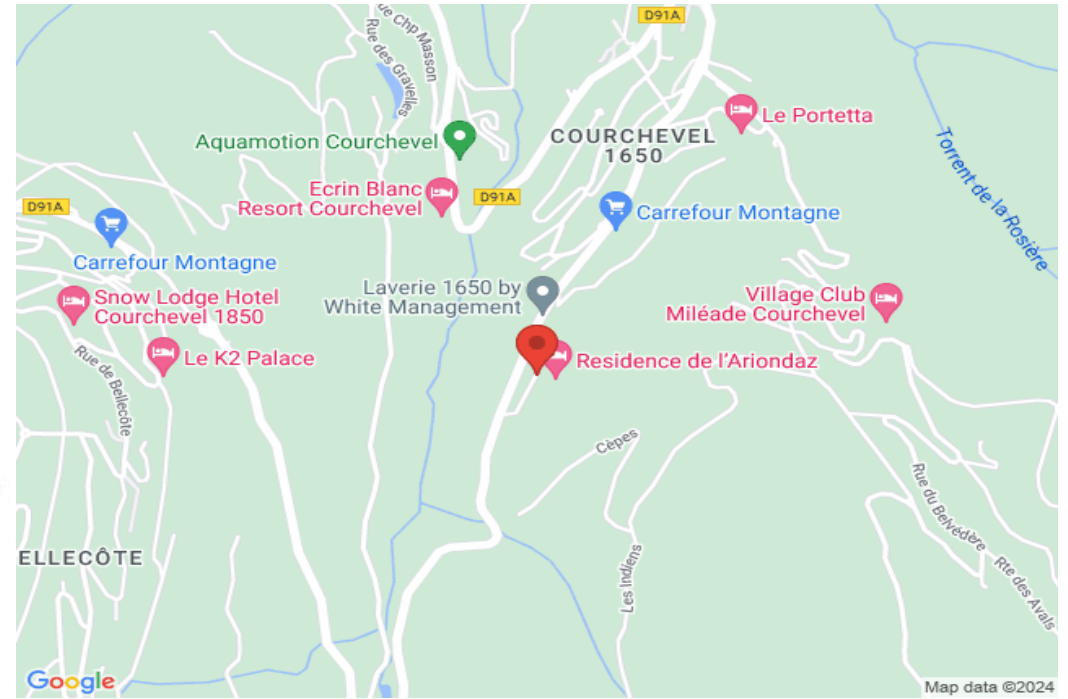 D91A
Rue Chp Masson
Rue des Gravelles
Le Portetta
COURCHEVEL
1650
Aquamotion Courchevel
Torrent de la Rosière
Ecrin Blanc
Resort Courchevel
D91A
D91A
Carrefour Montagne
Carrefour Montagne
Laverie 1650 by
White Management
Village Club
Miléade Courchevel
Snow Lodge Hotel
Courchevel 1850
Le K2 Palace
Residence de l'Ariondaz
Rue de Bellecôte
Cèpes
Rue du Belvédère
ELLECÔTE
Les Indiens
Rte des Avals
Google
Map data ©2024